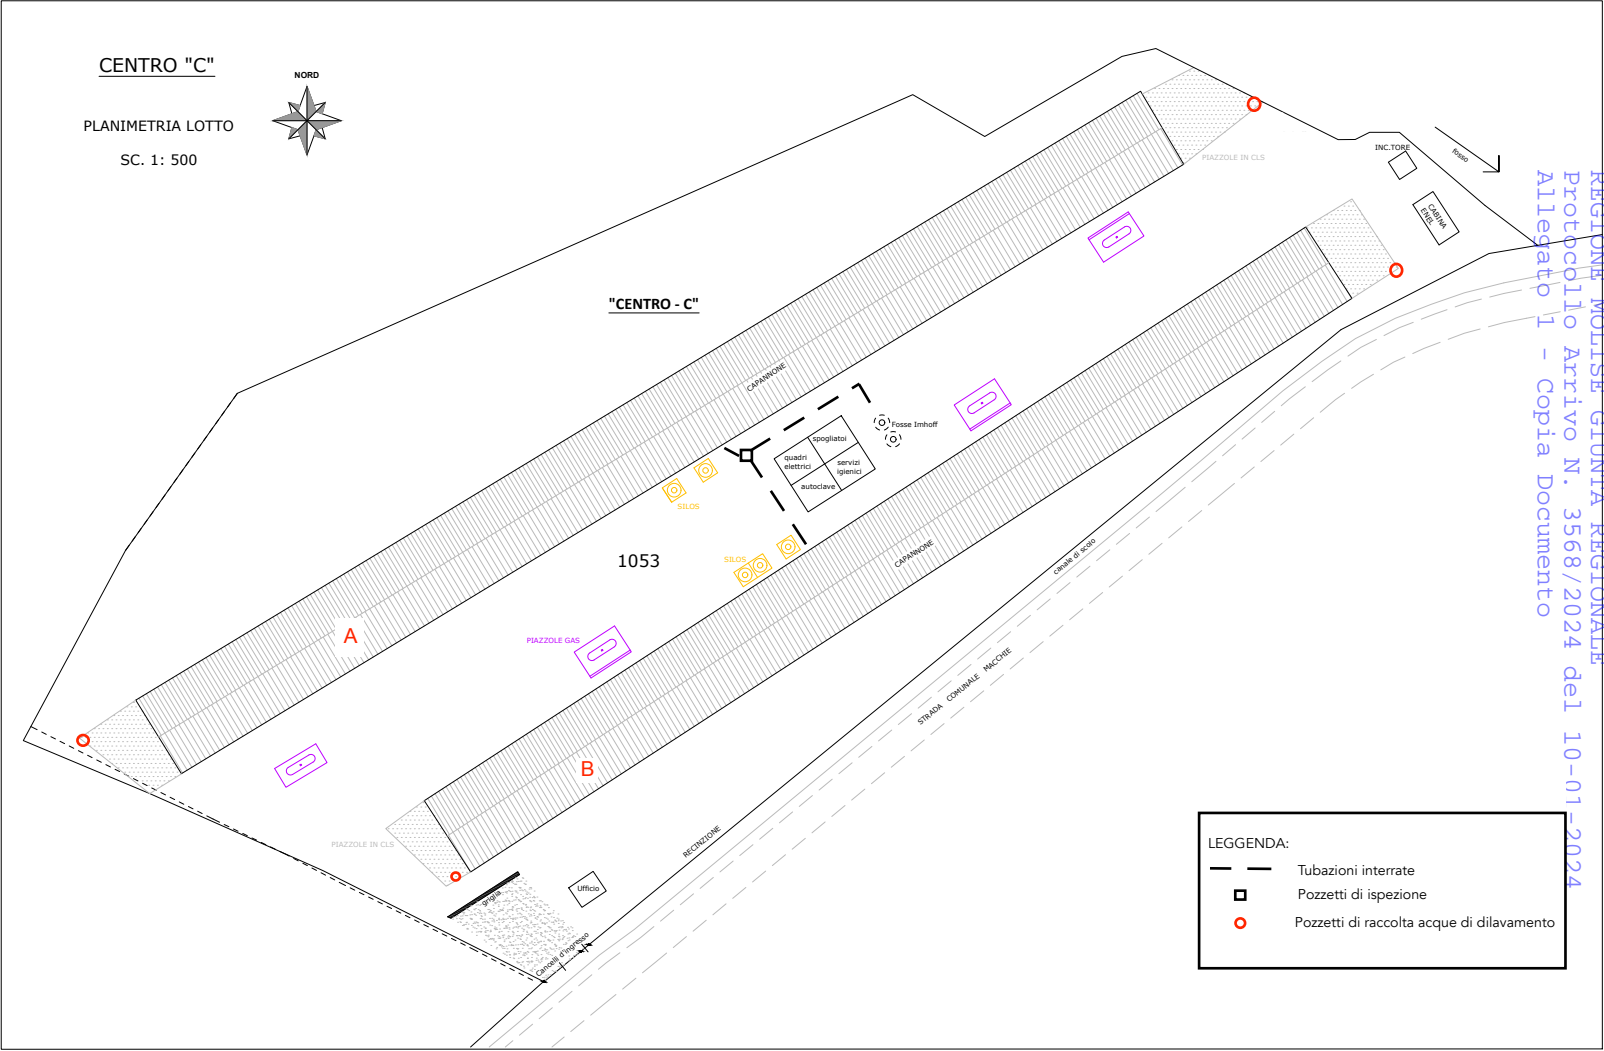 CENTRO "C"
NORD
PLANIMETRIA LOTTO
SC. 1: 500
PIAZZOLE IN CLS
INC.TORE
fosso
CABINA
ENEL
"CENTRO - C"
CAPANNONE
Fosse Imhoff
spogliatoi
quadri
elettrici
servizi
igienici
autoclave
SILOS
SILOS
1053
CAPANNONE
canale di scolo
A
PIAZZOLE GAS
STRADA COMUNALE MACCHIE
B
PIAZZOLE IN CLS
RECINZIONE
griglia
Ufficio
Cancelli d'ingresso
LEGGENDA:
Tubazioni interrate
Pozzetti di ispezione
Pozzetti di raccolta acque di dilavamento
REGIONE MOLISE GIUNTA REGIONALE
Protocollo Arrivo N. 3568/2024 del 10-01-2024
Allegato 1 - Copia Documento